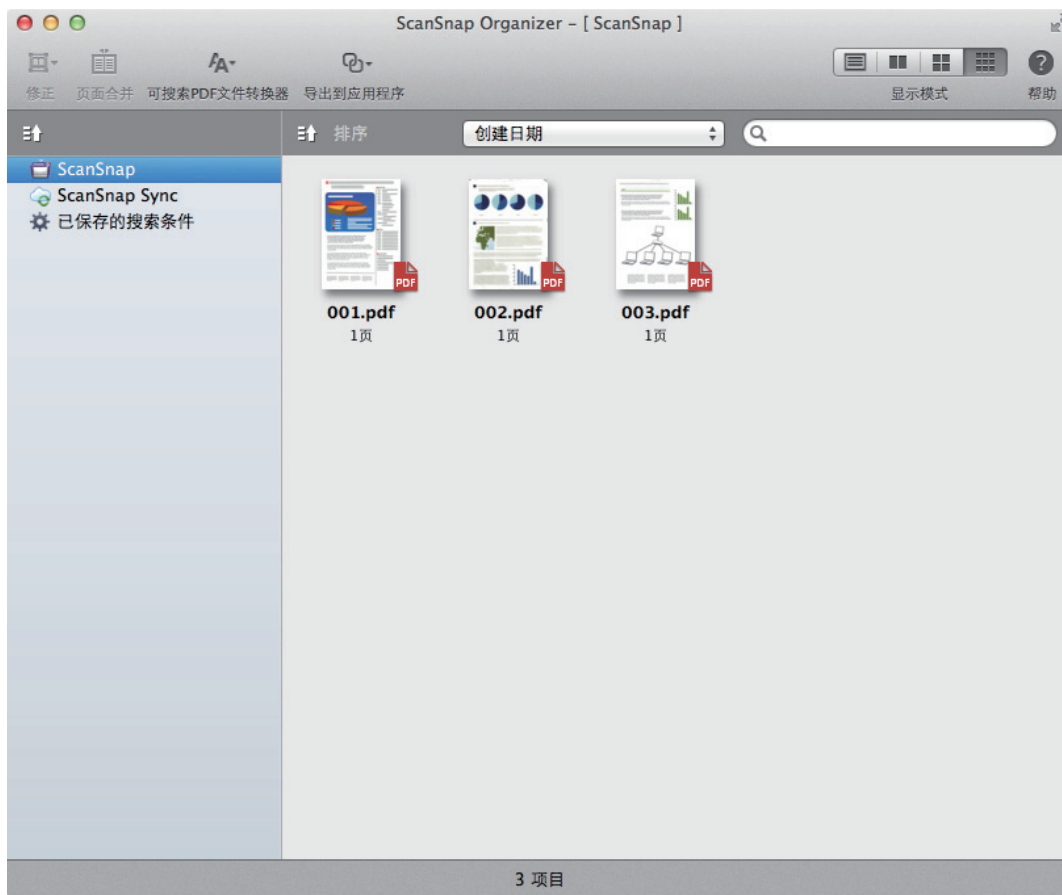 ScanSnap Organizer – [ ScanSnap ]
修正 页面合并 可搜索PDF文件转换器 导出到应用程序 显示模式 帮助
排序 创建日期
ScanSnap
ScanSnap Sync
已保存的搜索条件
PDF PDF PDF
001.pdf 002.pdf 003.pdf
1页 1页 1页
3 项目